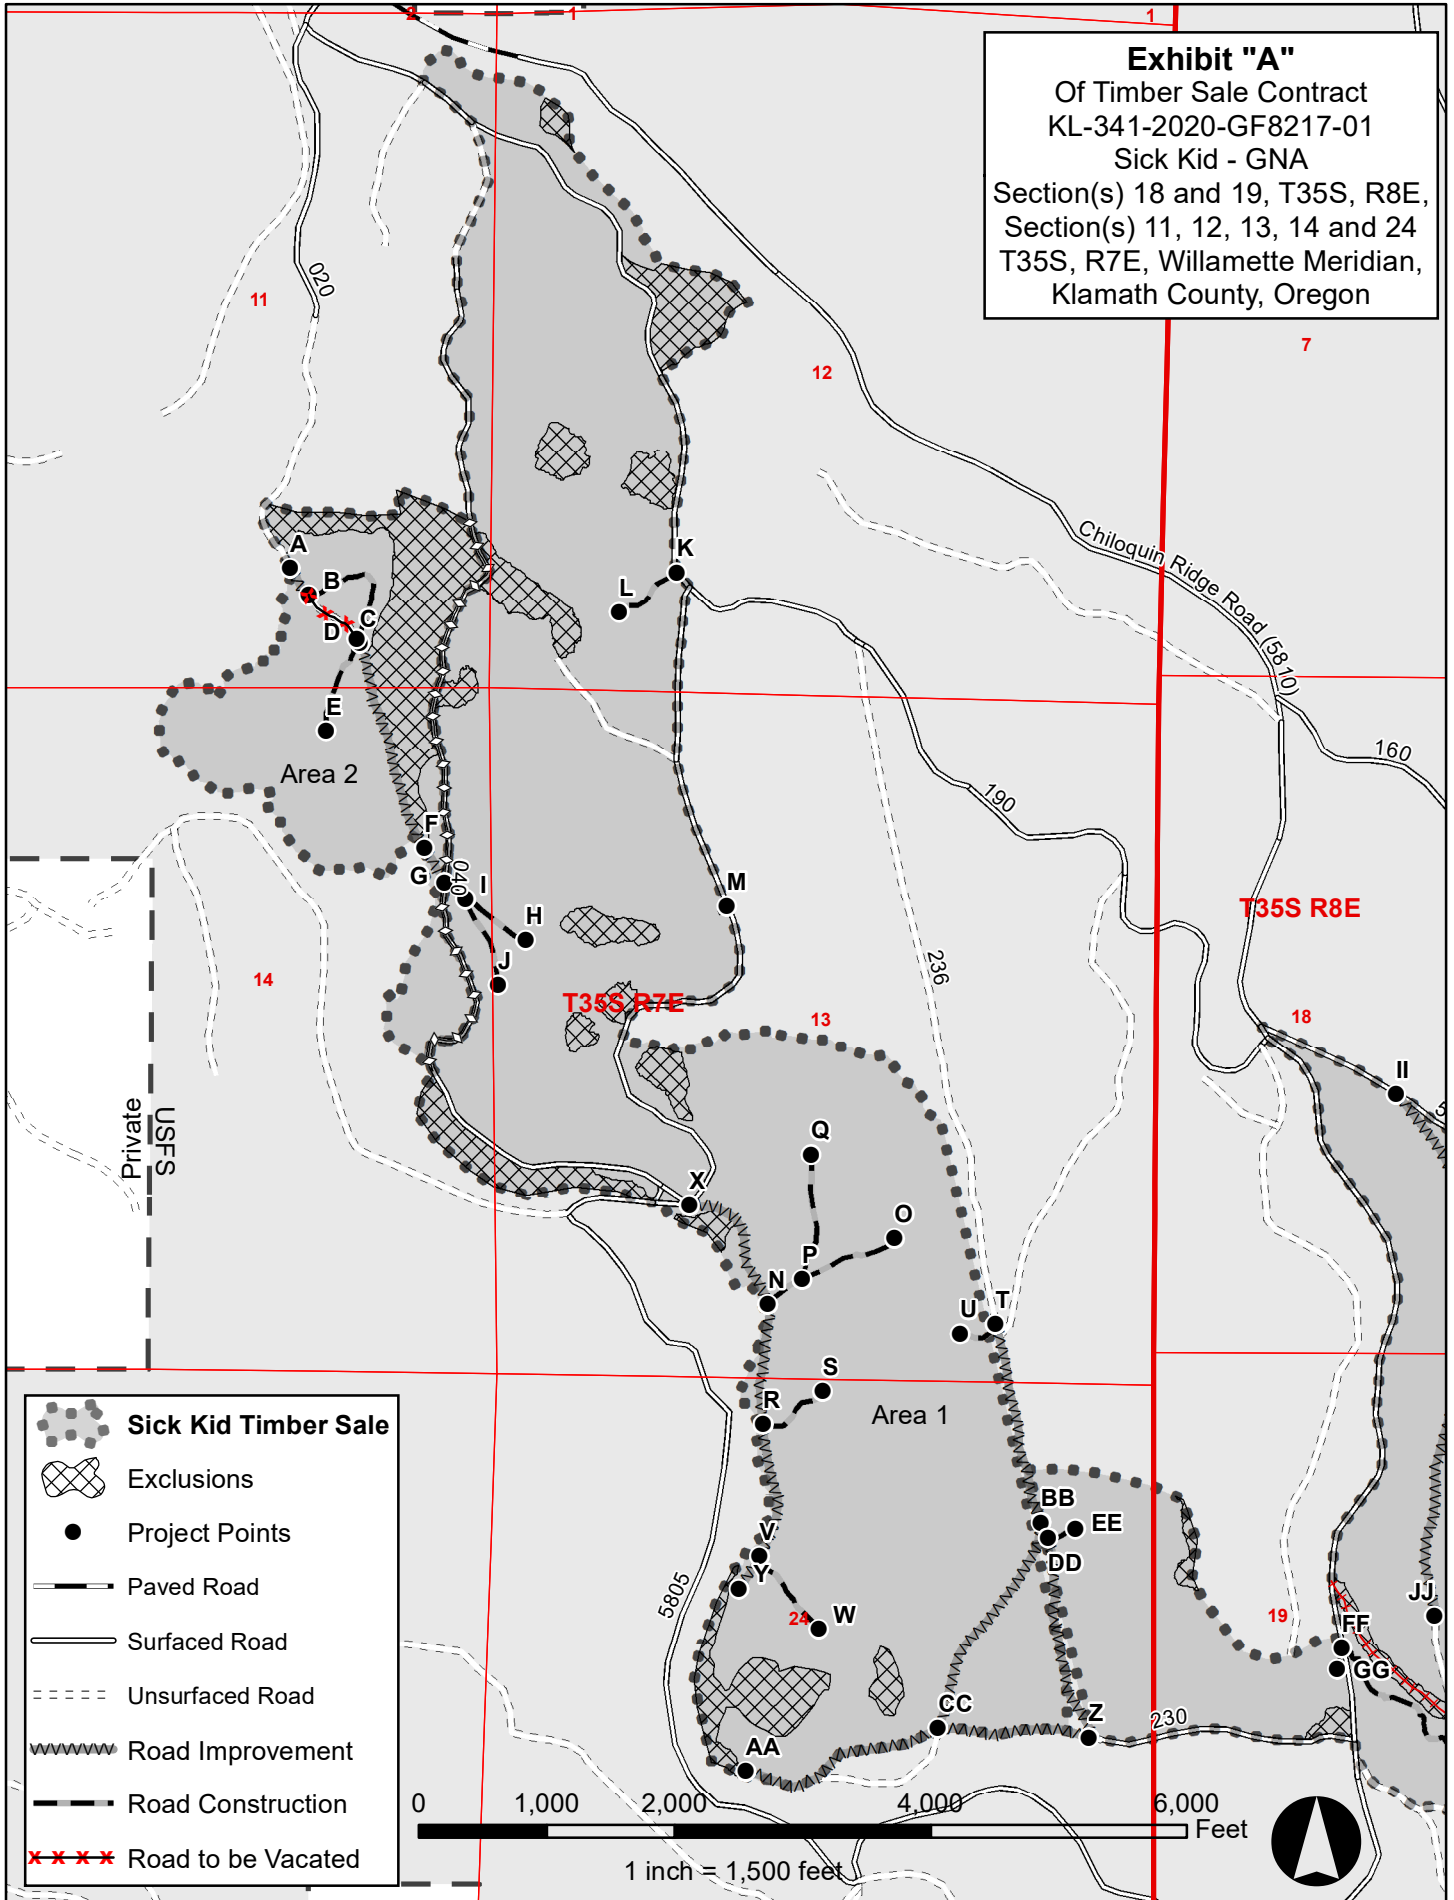 2
1
1
Exhibit "A"
Of Timber Sale Contract
KL-341-2020-GF8217-01
Sick Kid - GNA
Section(s) 18 and 19, T35S, R8E,
Section(s) 11, 12, 13, 14 and 24
T35S, R7E, Willamette Meridian,
Klamath County, Oregon
020
11
7
12
Chiloquin Ridge Road (5810)
A
B
C
D
K
L
E
Area 2
160
190
F
G
040
I
H
M
J
T35S R8E
236
14
T35S R7E
13
18
II
5
Private
USFS
Q
X
O
P
N
U
T
S
R
Area 1
BB
EE
DD
V
Y
W
24
5805
19
JJ
FF
GG
CC
Z
230
AA
Sick Kid Timber Sale
Exclusions
Project Points
Paved Road
Surfaced Road
Unsurfaced Road
Road Improvement
Road Construction
Road to be Vacated
0
1,000
2,000
4,000
6,000
Feet
1 inch = 1,500 feet